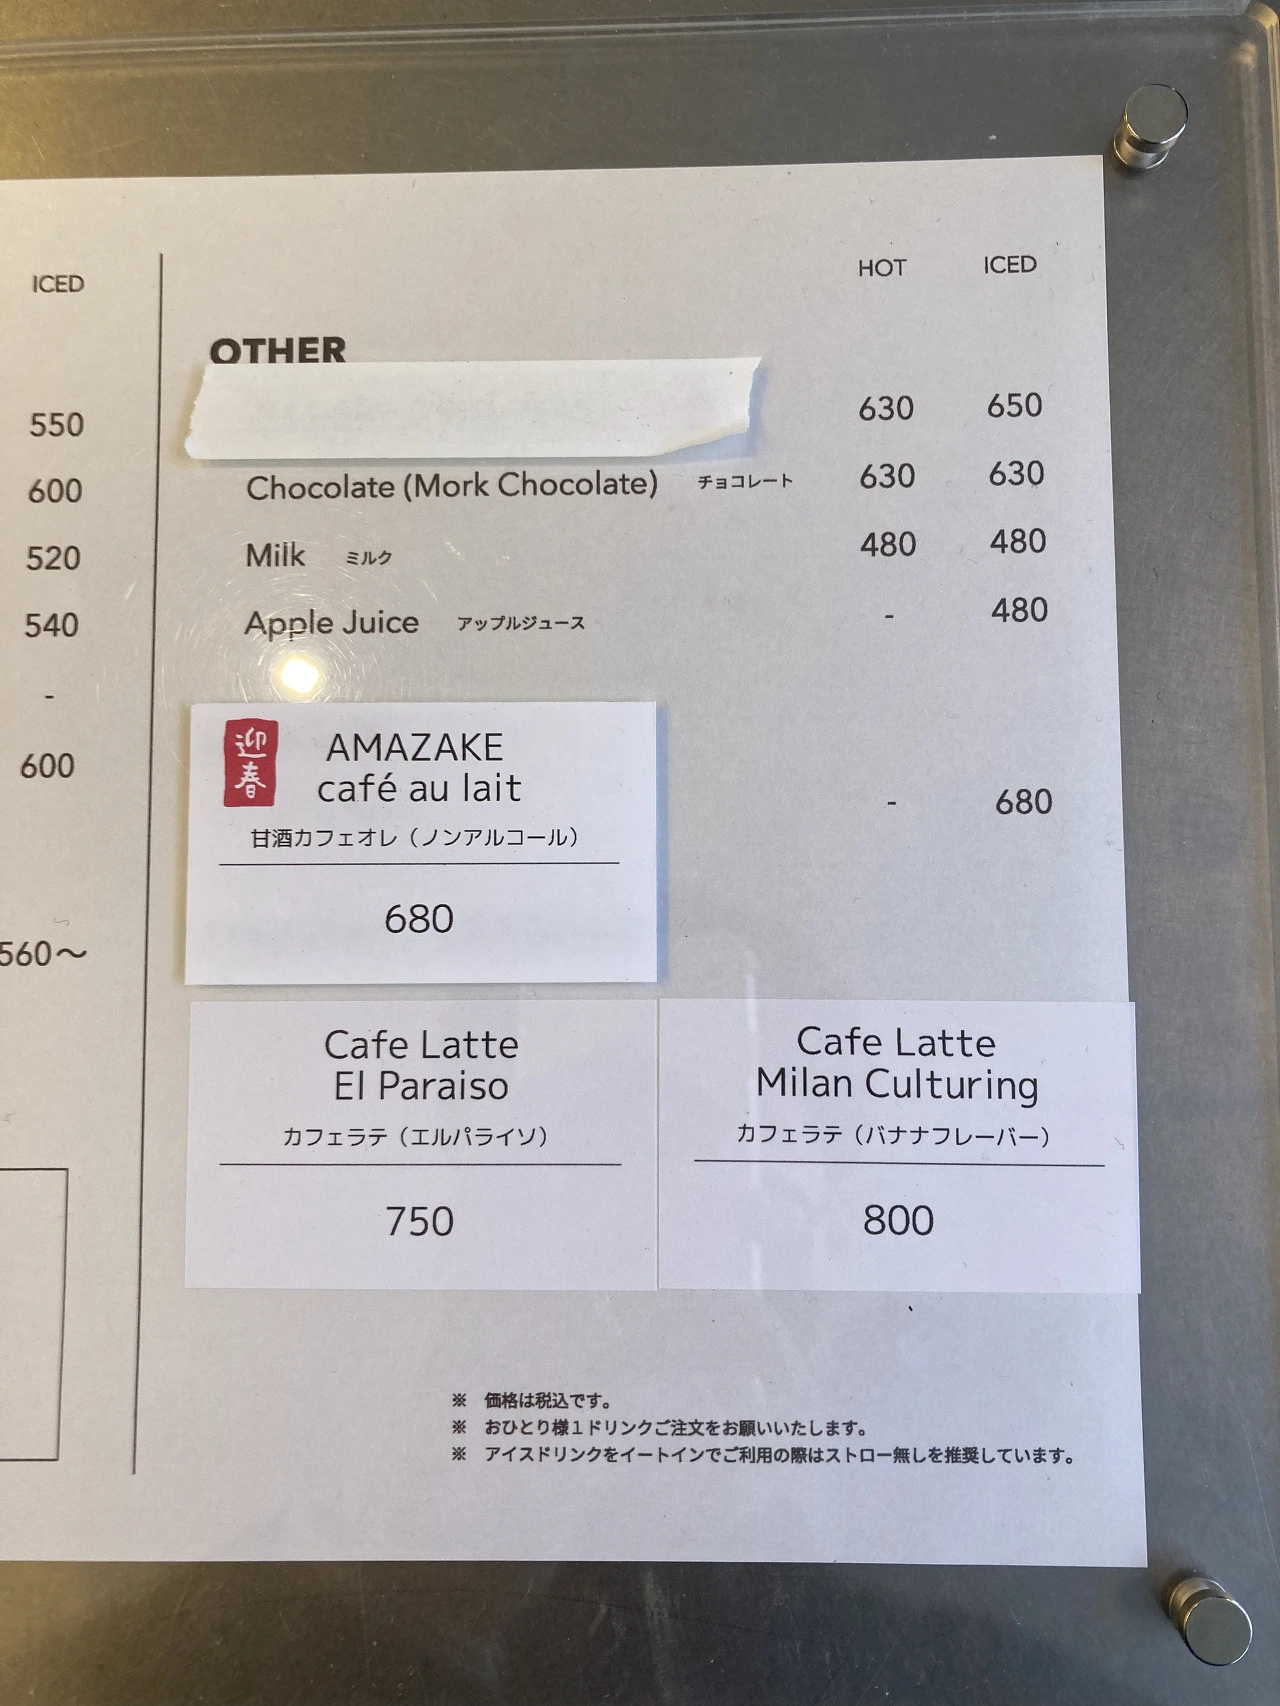 ICED
550
600
520
540
-
600
560〜
HOT ICED
OTHER
630 650
Chocolate (Mork Chocolate) チョコレート 630 630
Milk ミルク 480 480
Apple Juice アップルジュース - 480
迎春
AMAZAKE
café au lait
甘酒カフェオレ（ノンアルコール）
680
- 680
Cafe Latte
El Paraiso
カフェラテ（エルパライソ）
750
Cafe Latte
Milan Culturing
カフェラテ（バナナフレーバー）
800
※ 価格は税込です。
※ おひとり様１ドリンクご注文をお願いいたします。
※ アイスドリンクをイートインでご利用の際はストロー無しを推奨しています。